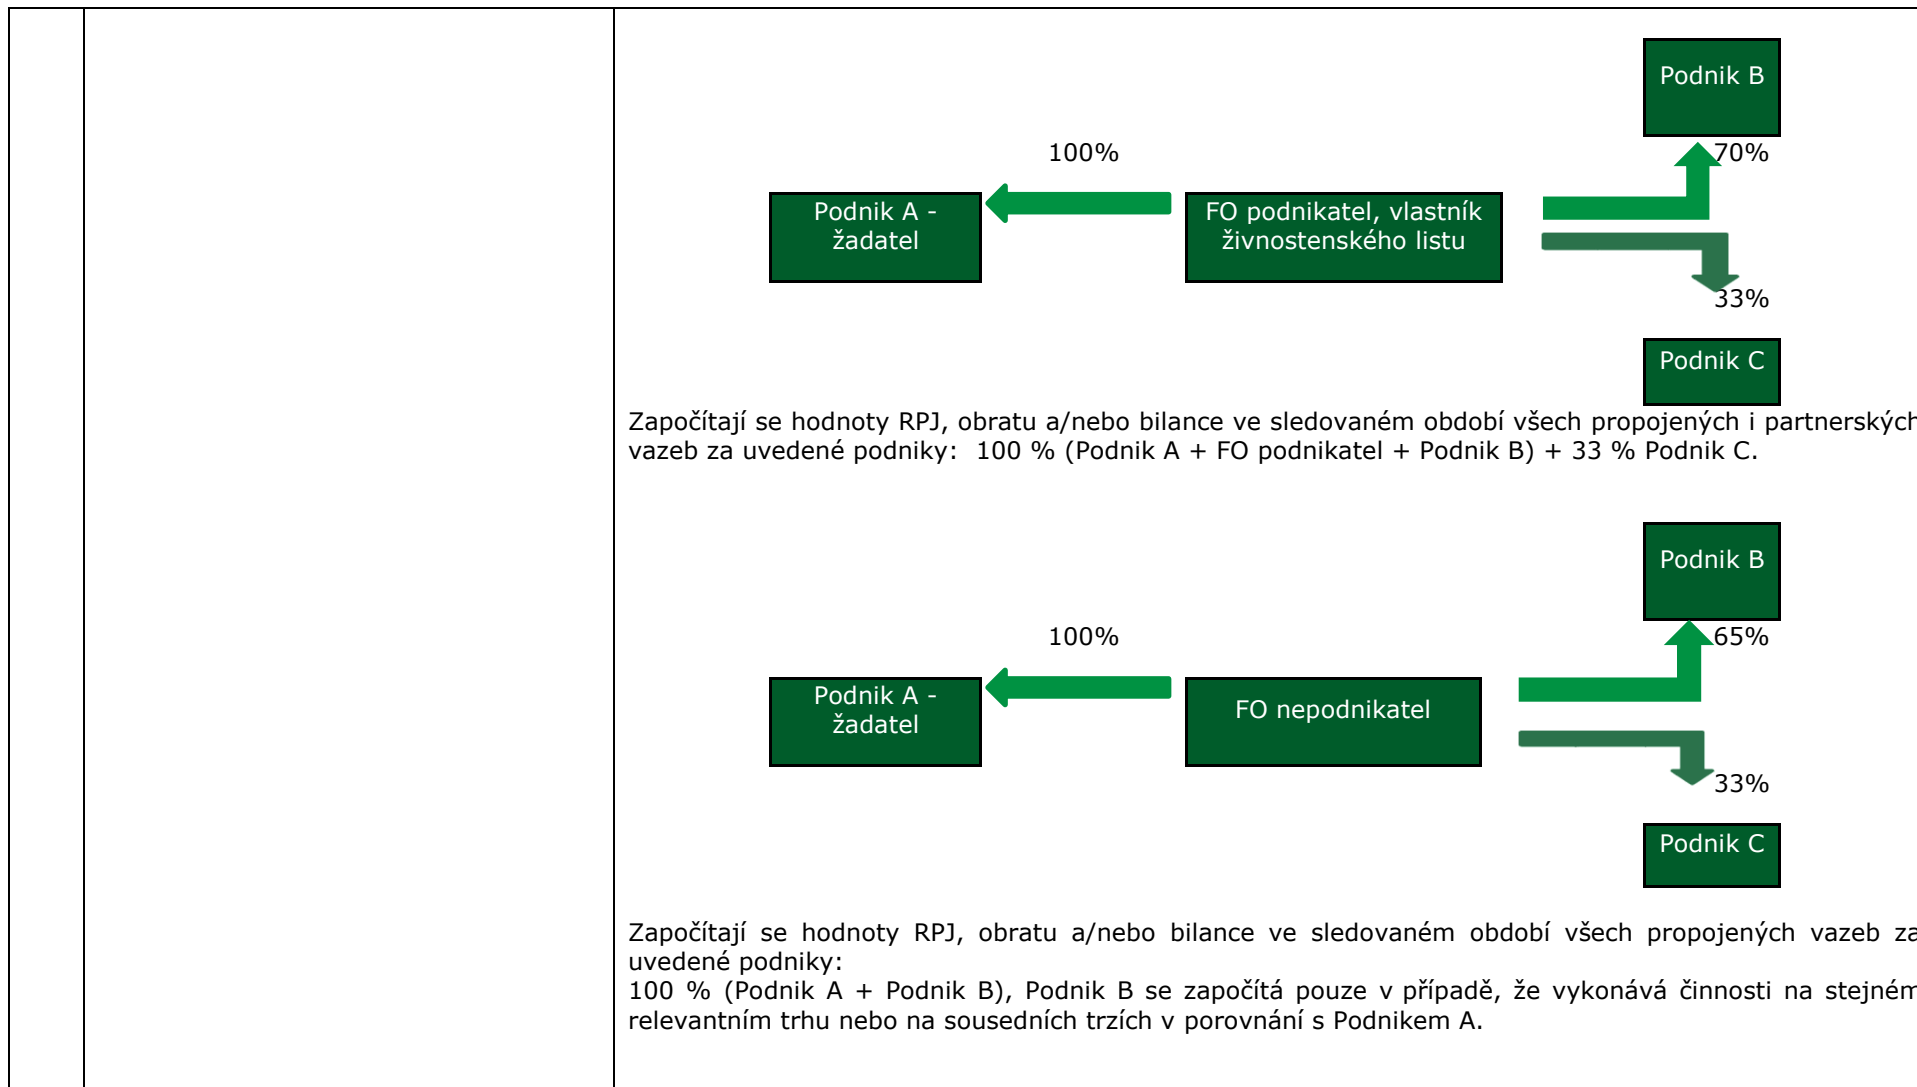 Podnik B
100%
70%
Podnik A -
žadatel
FO podnikatel, vlastník
živnostenského listu
33%
Podnik C
Započítají se hodnoty RPJ, obratu a/nebo bilance ve sledovaném období všech propojených i partnerských
vazeb za uvedené podniky: 100 % (Podnik A + FO podnikatel + Podnik B) + 33 % Podnik C.
Podnik B
100%
65%
Podnik A -
žadatel
FO nepodnikatel
33%
Podnik C
Započítají se hodnoty RPJ, obratu a/nebo bilance ve sledovaném období všech propojených vazeb za
uvedené podniky:
100 % (Podnik A + Podnik B), Podnik B se započítá pouze v případě, že vykonává činnosti na stejném
relevantním trhu nebo na sousedních trzích v porovnání s Podnikem A.